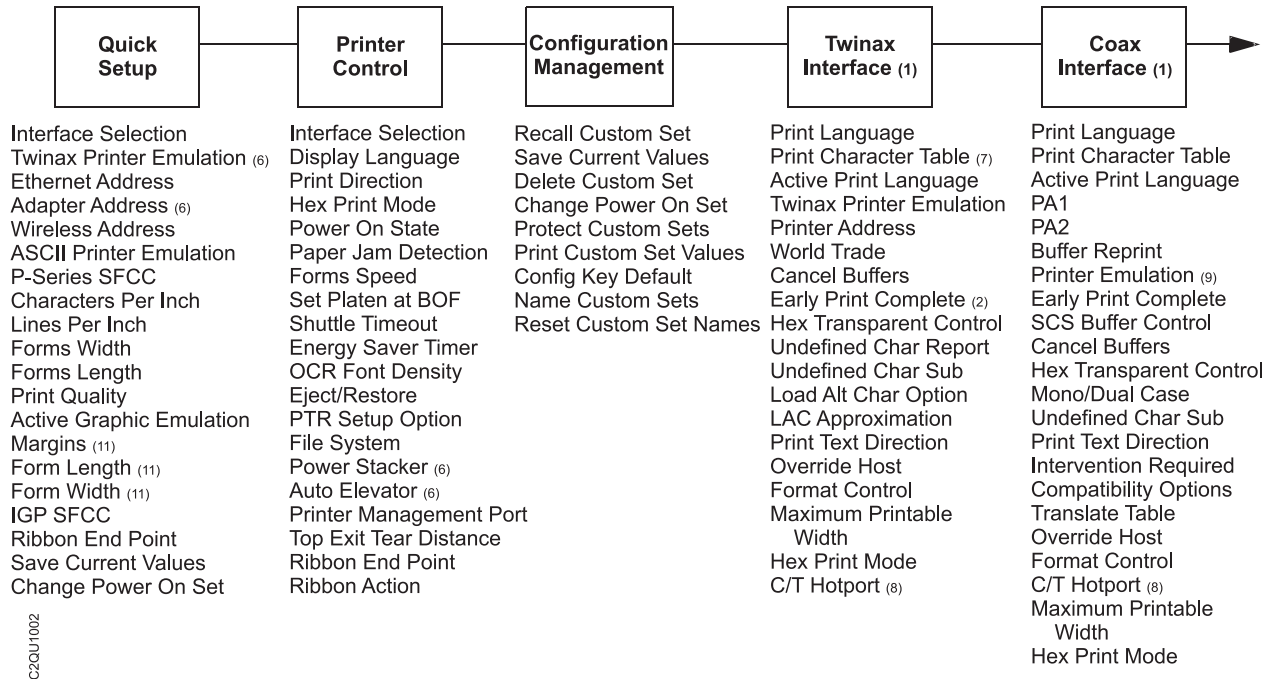 Quick
Setup
Printer
Control
Configuration
Management
Twinax
Interface (1)
Coax
Interface (1)
Interface Selection
Twinax Printer Emulation (6)
Ethernet Address
Adapter Address (6)
Wireless Address
ASCII Printer Emulation
P-Series SFCC
Characters Per Inch
Lines Per Inch
Forms Width
Forms Length
Print Quality
Active Graphic Emulation
Margins (11)
Form Length (11)
Form Width (11)
IGP SFCC
Ribbon End Point
Save Current Values
Change Power On Set
Interface Selection
Display Language
Print Direction
Hex Print Mode
Power On State
Paper Jam Detection
Forms Speed
Set Platen at BOF
Shuttle Timeout
Energy Saver Timer
OCR Font Density
Eject/Restore
PTR Setup Option
File System
Power Stacker (6)
Auto Elevator (6)
Printer Management Port
Top Exit Tear Distance
Ribbon End Point
Ribbon Action
Recall Custom Set
Save Current Values
Delete Custom Set
Change Power On Set
Protect Custom Sets
Print Custom Set Values
Config Key Default
Name Custom Sets
Reset Custom Set Names
Print Language
Print Character Table (7)
Active Print Language
Twinax Printer Emulation
Printer Address
World Trade
Cancel Buffers
Early Print Complete (2)
Hex Transparent Control
Undefined Char Report
Undefined Char Sub
Load Alt Char Option
LAC Approximation
Print Text Direction
Override Host
Format Control
Maximum Printable
Width
Hex Print Mode
C/T Hotport (8)
Print Language
Print Character Table
Active Print Language
PA1
PA2
Buffer Reprint
Printer Emulation (9)
Early Print Complete
SCS Buffer Control
Cancel Buffers
Hex Transparent Control
Mono/Dual Case
Undefined Char Sub
Print Text Direction
Intervention Required
Compatibility Options
Translate Table
Override Host
Format Control
C/T Hotport (8)
Maximum Printable
Width
Hex Print Mode
C2QU1002